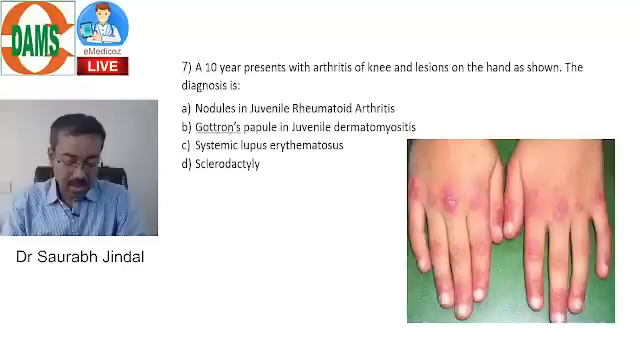 DAMS
eMedicoz
LIVE
7) A 10 year presents with arthritis of knee and lesions on the hand as shown. The
diagnosis is:
a) Nodules in Juvenile Rheumatoid Arthritis
b) Gottron's papule in Juvenile dermatomyositis
c) Systemic lupus erythematosus
d) Sclerodactyly
Dr Saurabh Jindal